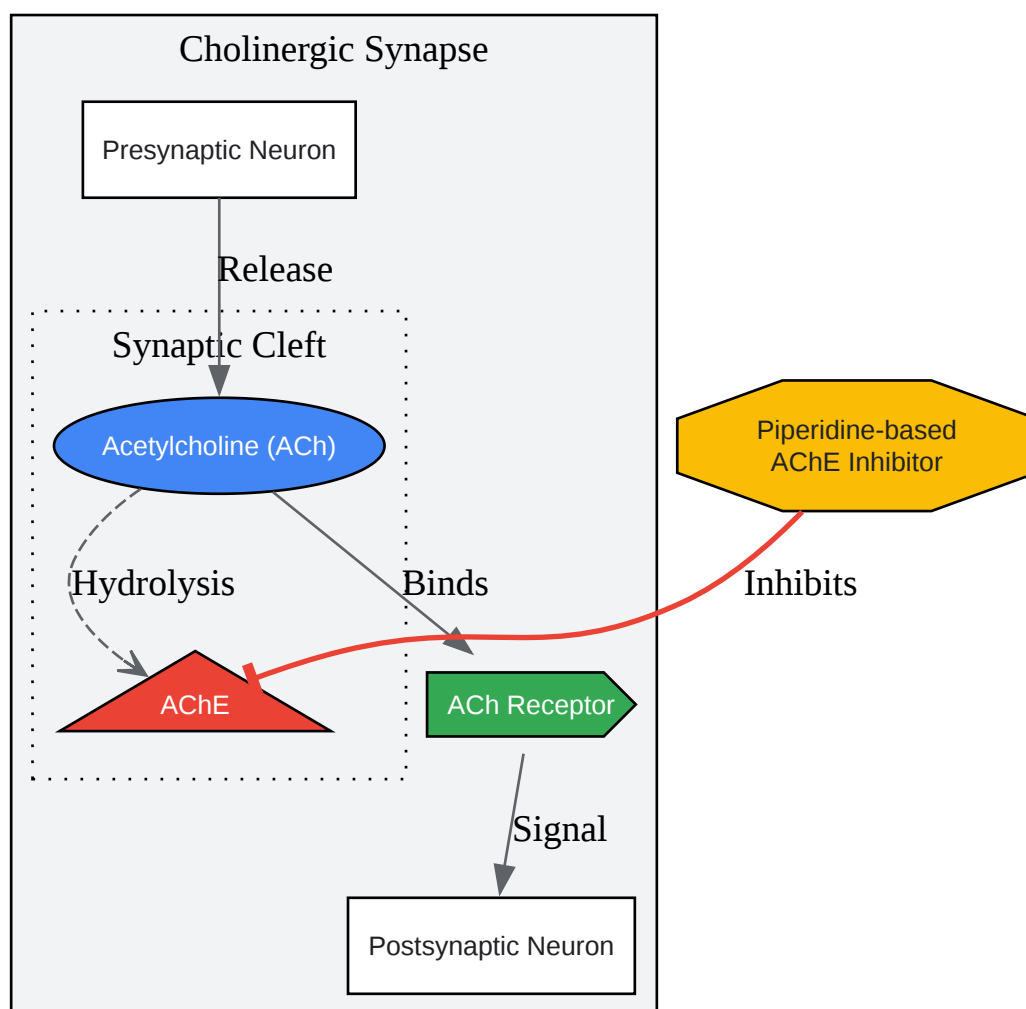 Cholinergic Synapse
Presynaptic Neuron
Release
Synaptic Cleft
Acetylcholine (ACh)
Piperidine-based
AChE Inhibitor
Hydrolysis
Binds
Inhibits
AChE
ACh Receptor
Signal
Postsynaptic Neuron